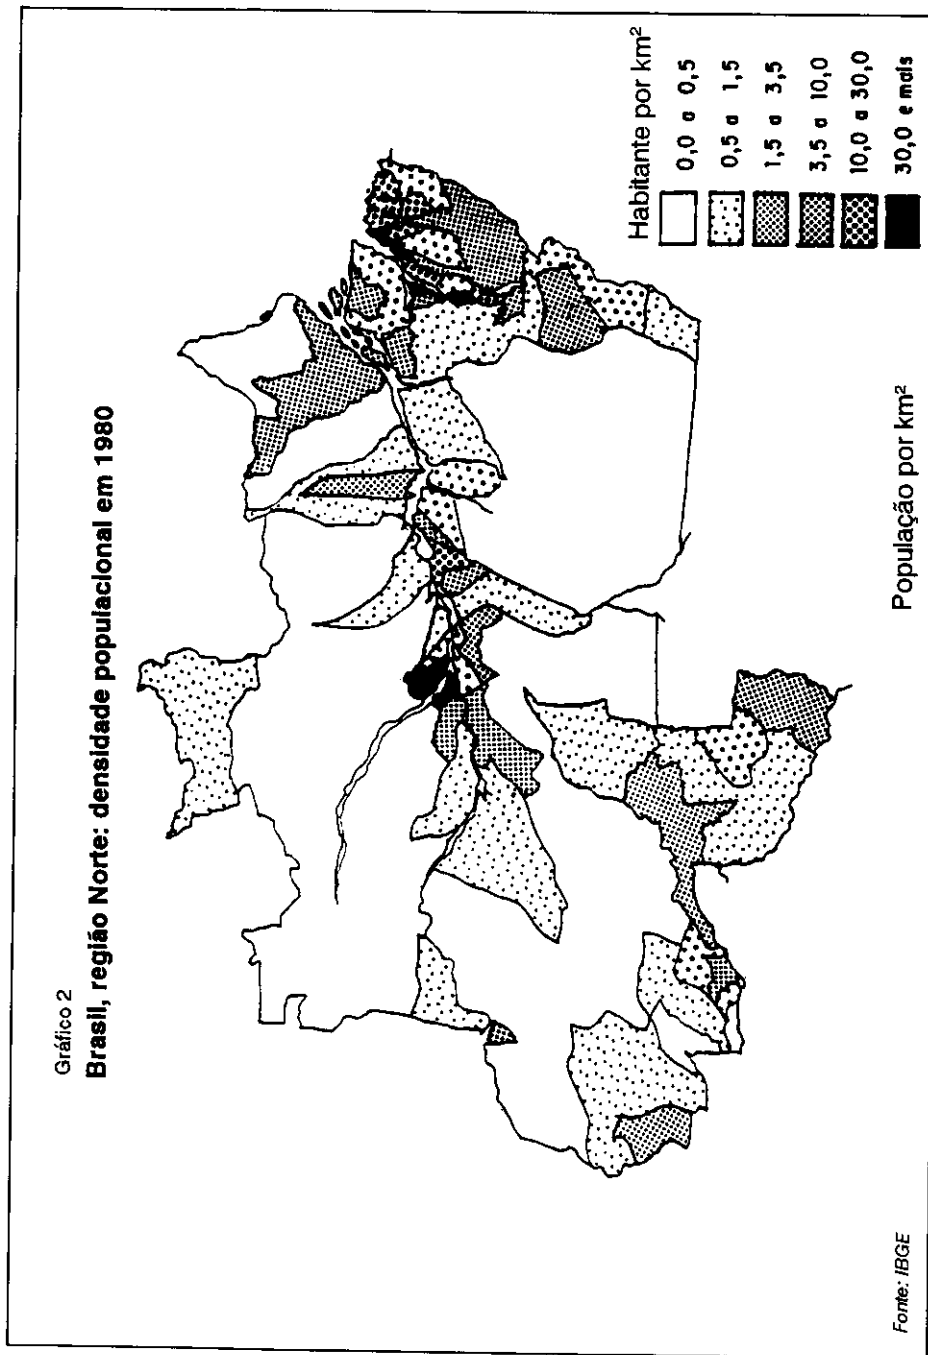 Gráfico 2
Brasil, região Norte: densidade populacional em 1980
Habitante por km²
0,0 a 0,5
0,5 a 1,5
1,5 a 3,5
3,5 a 10,0
10,0 a 30,0
30,0 e mais
População por km²
Fonte: IBGE